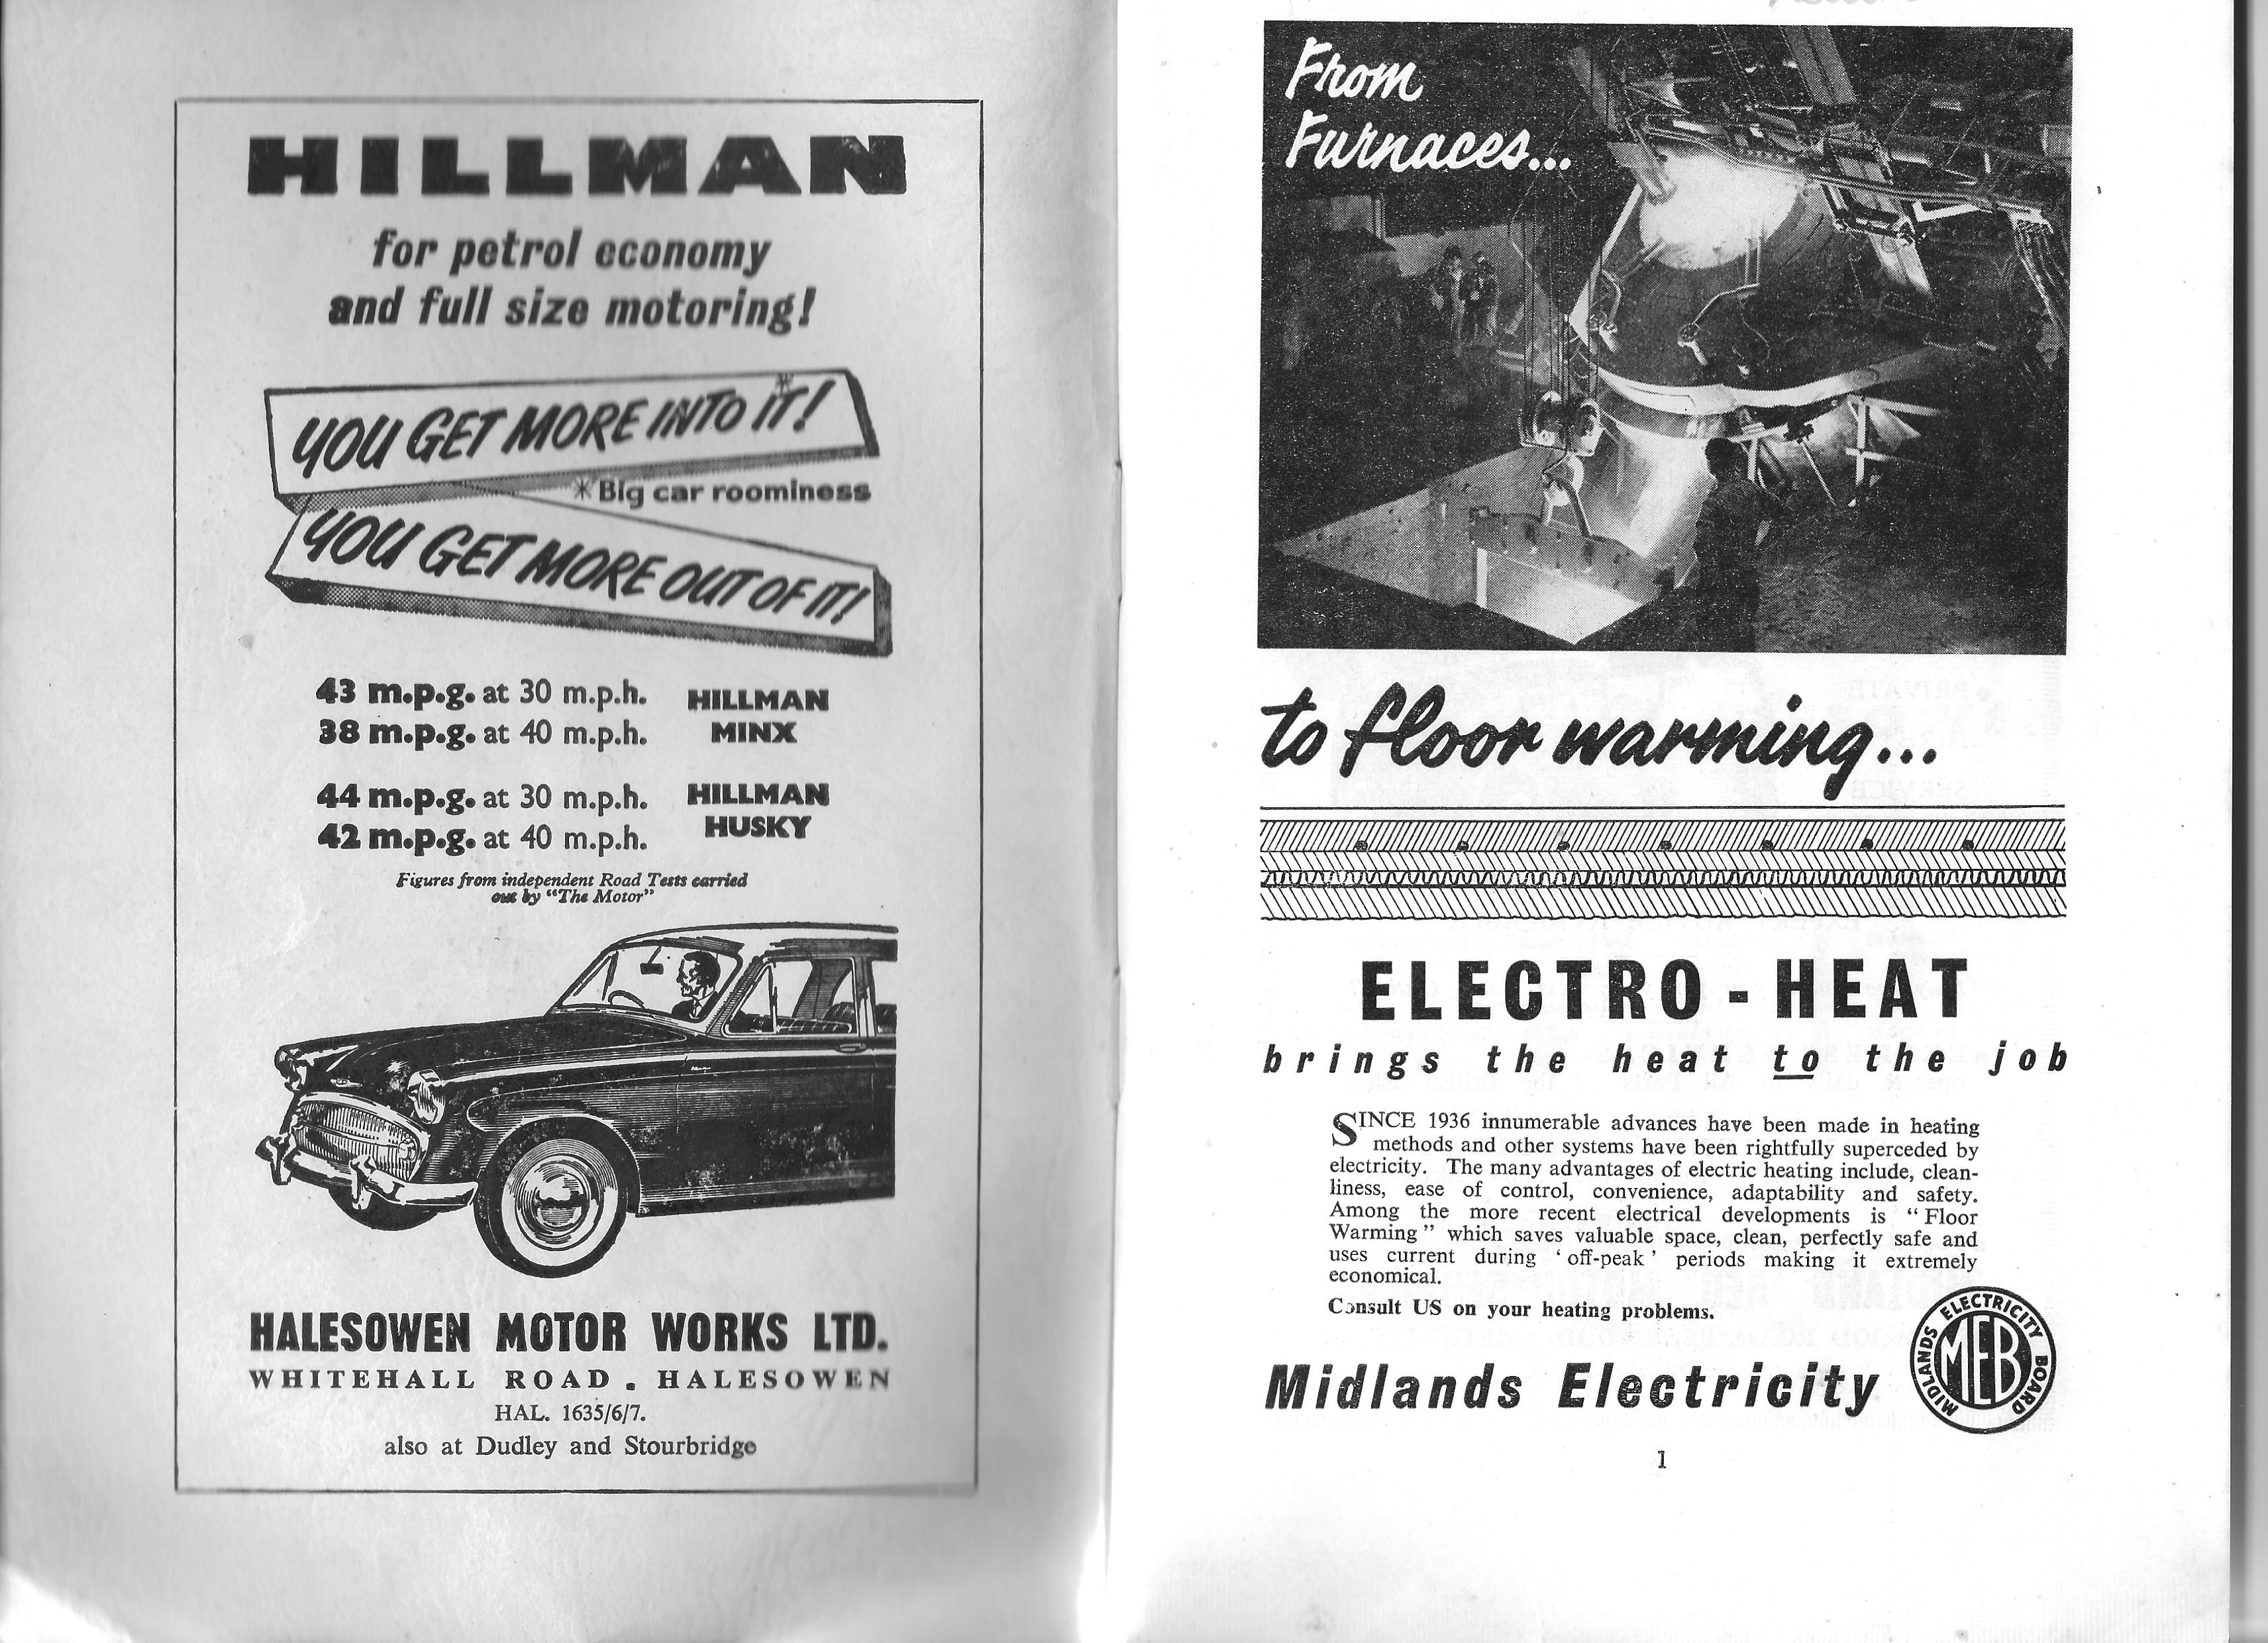 HILLMAN
for petrol economy
and full size motoring!
YOU GET MORE INTO IT!*
*Big car roominess
YOU GET MORE OUT OF IT!
43 m.p.g. at 30 m.p.h. HILLMAN
38 m.p.g. at 40 m.p.h. MINX
44 m.p.g. at 30 m.p.h. HILLMAN
42 m.p.g. at 40 m.p.h. HUSKY
Figures from independent Road Tests carried
out by "The Motor"
HALESOWEN MOTOR WORKS LTD.
WHITEHALL ROAD . HALESOWEN
HAL. 1635/6/7.
also at Dudley and Stourbridge
From
Furnaces...
to floor warming...
ELECTRO-HEAT
brings the heat to the job
SINCE 1936 innumerable advances have been made in heating
methods and other systems have been rightfully superceded by
electricity. The many advantages of electric heating include, clean-
liness, ease of control, convenience, adaptability and safety.
Among the more recent electrical developments is "Floor
Warming" which saves valuable space, clean, perfectly safe and
uses current during 'off-peak' periods making it extremely
economical.
Consult US on your heating problems.
Midlands Electricity
MIDLANDS ELECTRICITY BOARD
MEB
1